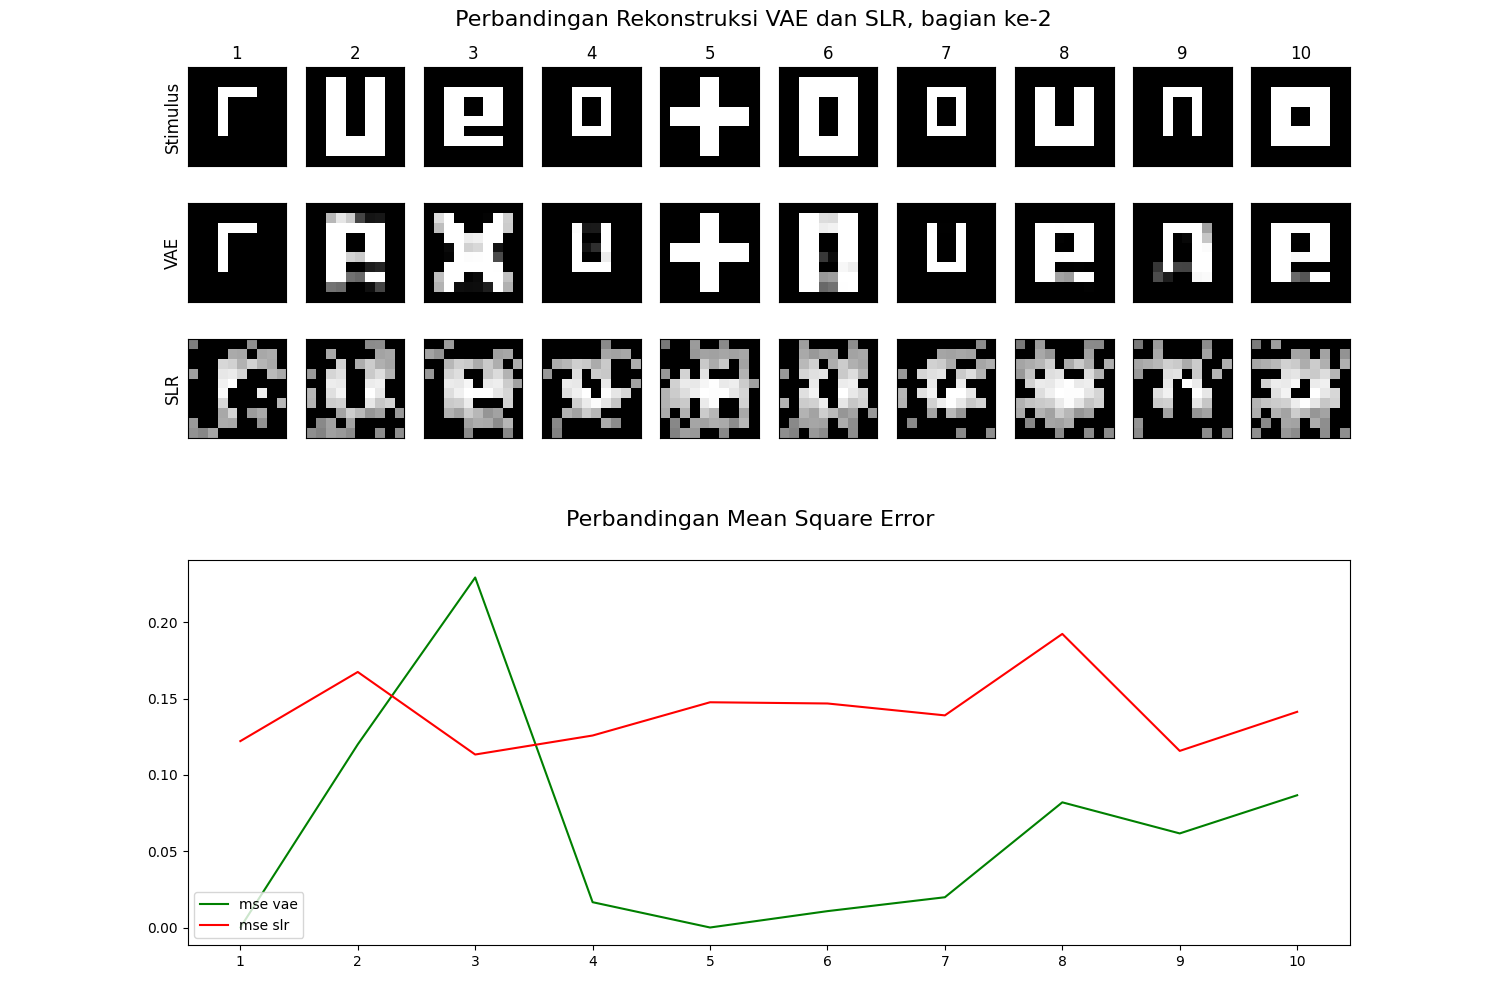 Perbandingan Rekonstruksi VAE dan SLR, bagian ke-2
1 2 3 4 5 6 7 8 9 10
Stimulus
VAE
SLR
Perbandingan Mean Square Error
0.20
0.15
0.10
0.05
0.00
mse vae
mse slr
1 2 3 4 5 6 7 8 9 10